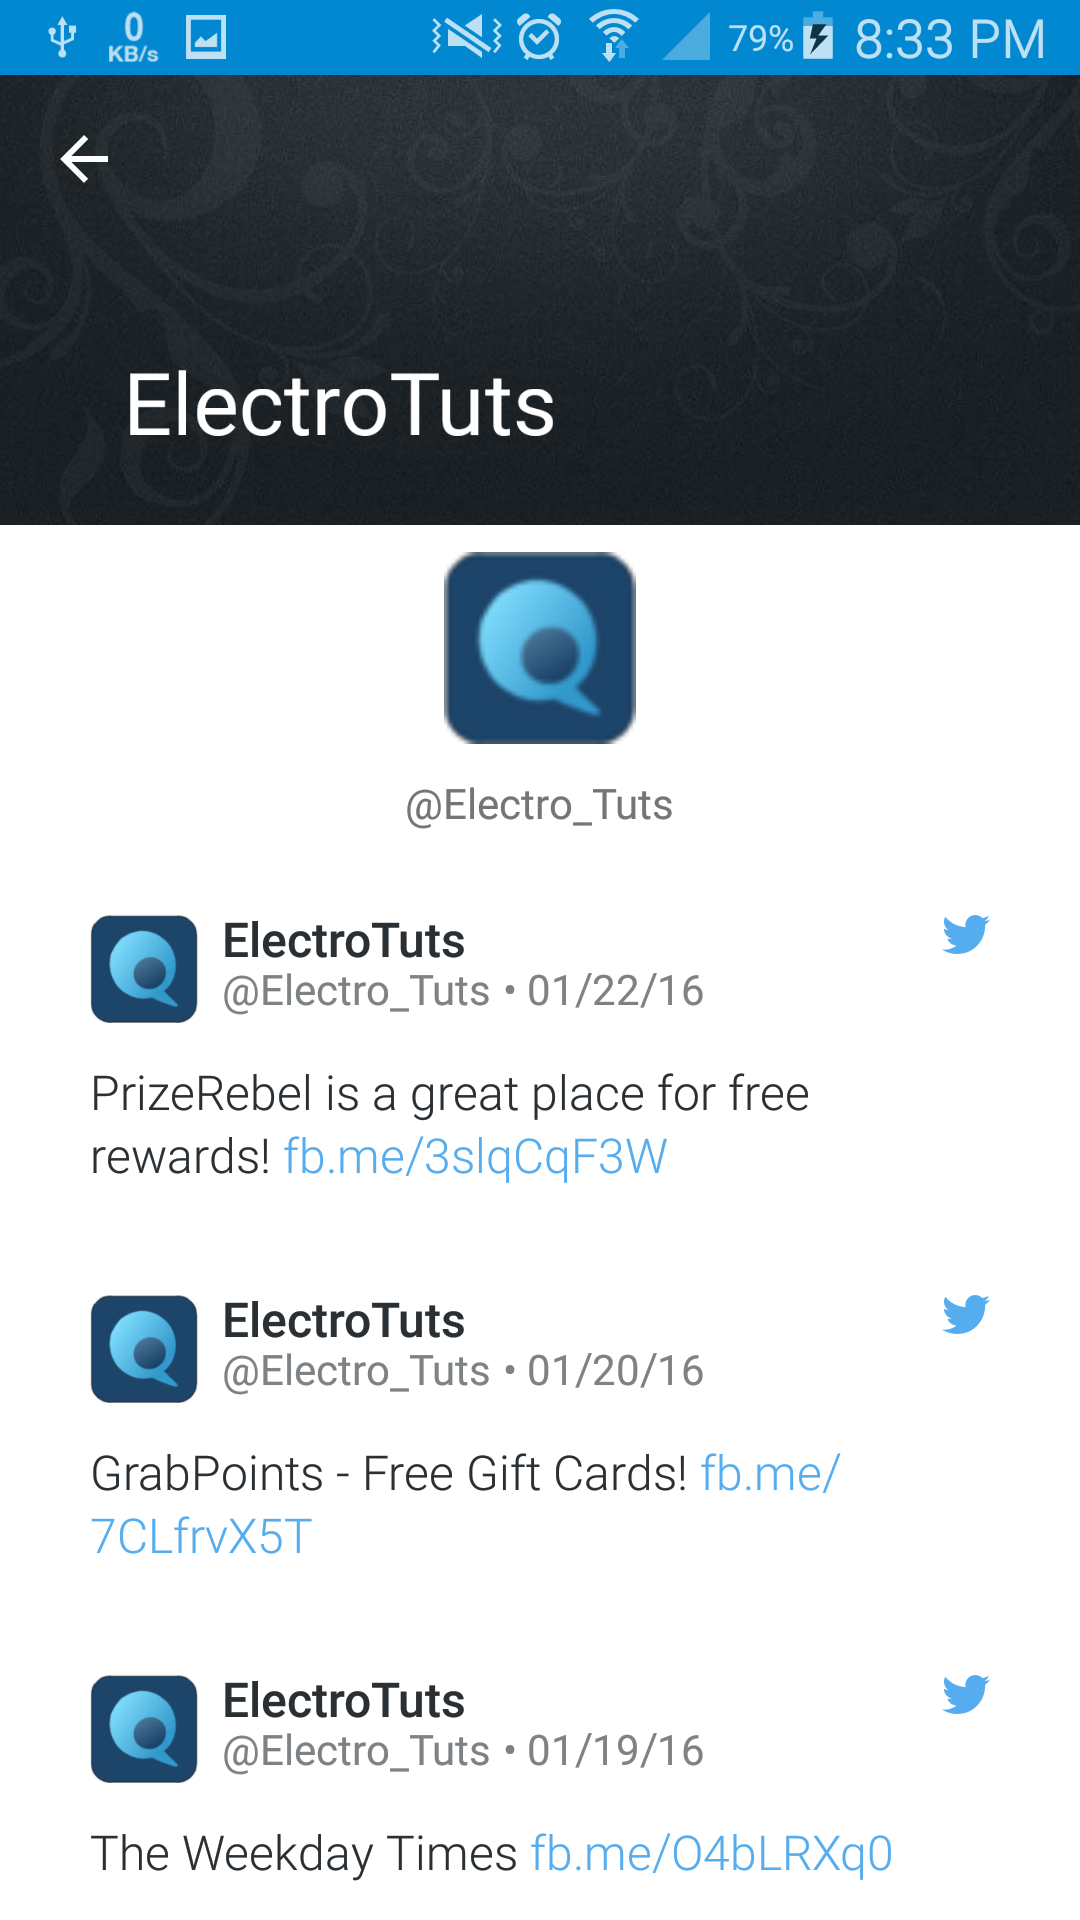 0
KB/s
79%
8:33 PM
ElectroTuts
@Electro_Tuts
ElectroTuts
@Electro_Tuts • 01/22/16
PrizeRebel is a great place for free
rewards! fb.me/3slqCqF3W
ElectroTuts
@Electro_Tuts • 01/20/16
GrabPoints - Free Gift Cards! fb.me/
7CLfrvX5T
ElectroTuts
@Electro_Tuts • 01/19/16
The Weekday Times fb.me/O4bLRXq0